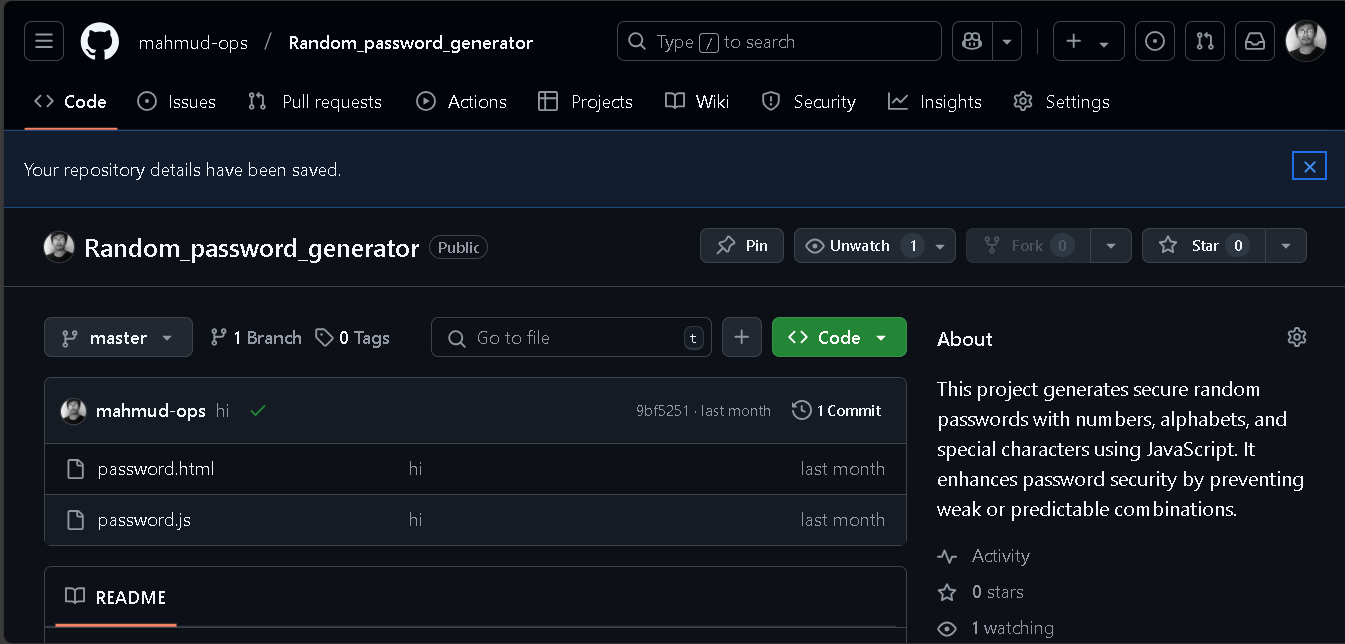 mahmud-ops / Random_password_generator
Type / to search
Code Issues Pull requests Actions Projects Wiki Security Insights Settings
Your repository details have been saved.
Random_password_generator Public
Pin Unwatch 1 Fork 0 Star 0
master 1 Branch 0 Tags Go to file t Code
mahmud-ops hi 9bf5251 · last month 1 Commit
password.html hi last month
password.js hi last month
README
About
This project generates secure random
passwords with numbers, alphabets, and
special characters using JavaScript. It
enhances password security by preventing
weak or predictable combinations.
Activity
0 stars
1 watching